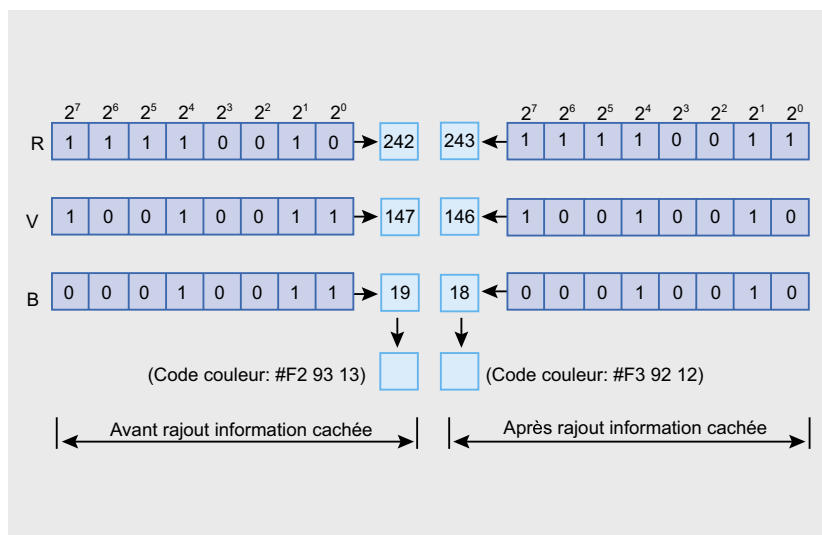 2⁷ 2⁶ 2⁵ 2⁴ 2³ 2² 2¹ 2⁰ 2⁷ 2⁶ 2⁵ 2⁴ 2³ 2² 2¹ 2⁰
R 1 1 1 1 0 0 1 0 242 243 1 1 1 1 0 0 1 1
V 1 0 0 1 0 0 1 1 147 146 1 0 0 1 0 0 1 0
B 0 0 0 1 0 0 1 1 19 18 0 0 0 1 0 0 1 0
(Code couleur: #F2 93 13) (Code couleur: #F3 92 12)
Avant rajout information cachée Après rajout information cachée